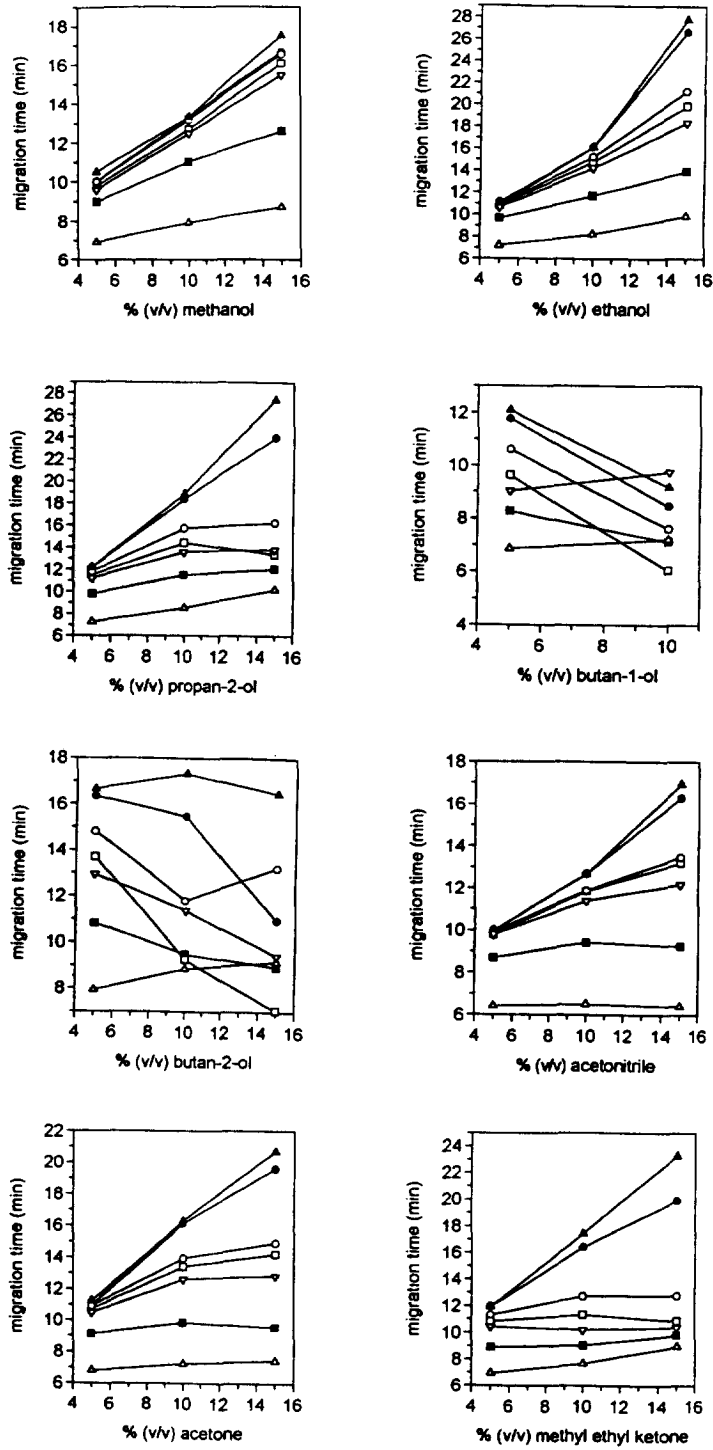 migration time (min)
18
16
14
12
10
8
6
4 6 8 10 12 14 16
% (v/v) methanol
migration time (min)
28
26
24
22
20
18
16
14
12
10
8
6
4 6 8 10 12 14 16
% (v/v) ethanol
migration time (min)
28
26
24
22
20
18
16
14
12
10
8
6
4 6 8 10 12 14 16
% (v/v) propan-2-ol
migration time (min)
12
10
8
6
4
4 6 8 10
% (v/v) butan-1-ol
migration time (min)
18
16
14
12
10
8
4 6 8 10 12 14 16
% (v/v) butan-2-ol
migration time (min)
18
16
14
12
10
8
6
4 6 8 10 12 14 16
% (v/v) acetonitrile
migration time (min)
22
20
18
16
14
12
10
8
6
4 6 8 10 12 14 16
% (v/v) acetone
migration time (min)
24
22
20
18
16
14
12
10
8
6
4 6 8 10 12 14 16
% (v/v) methyl ethyl ketone